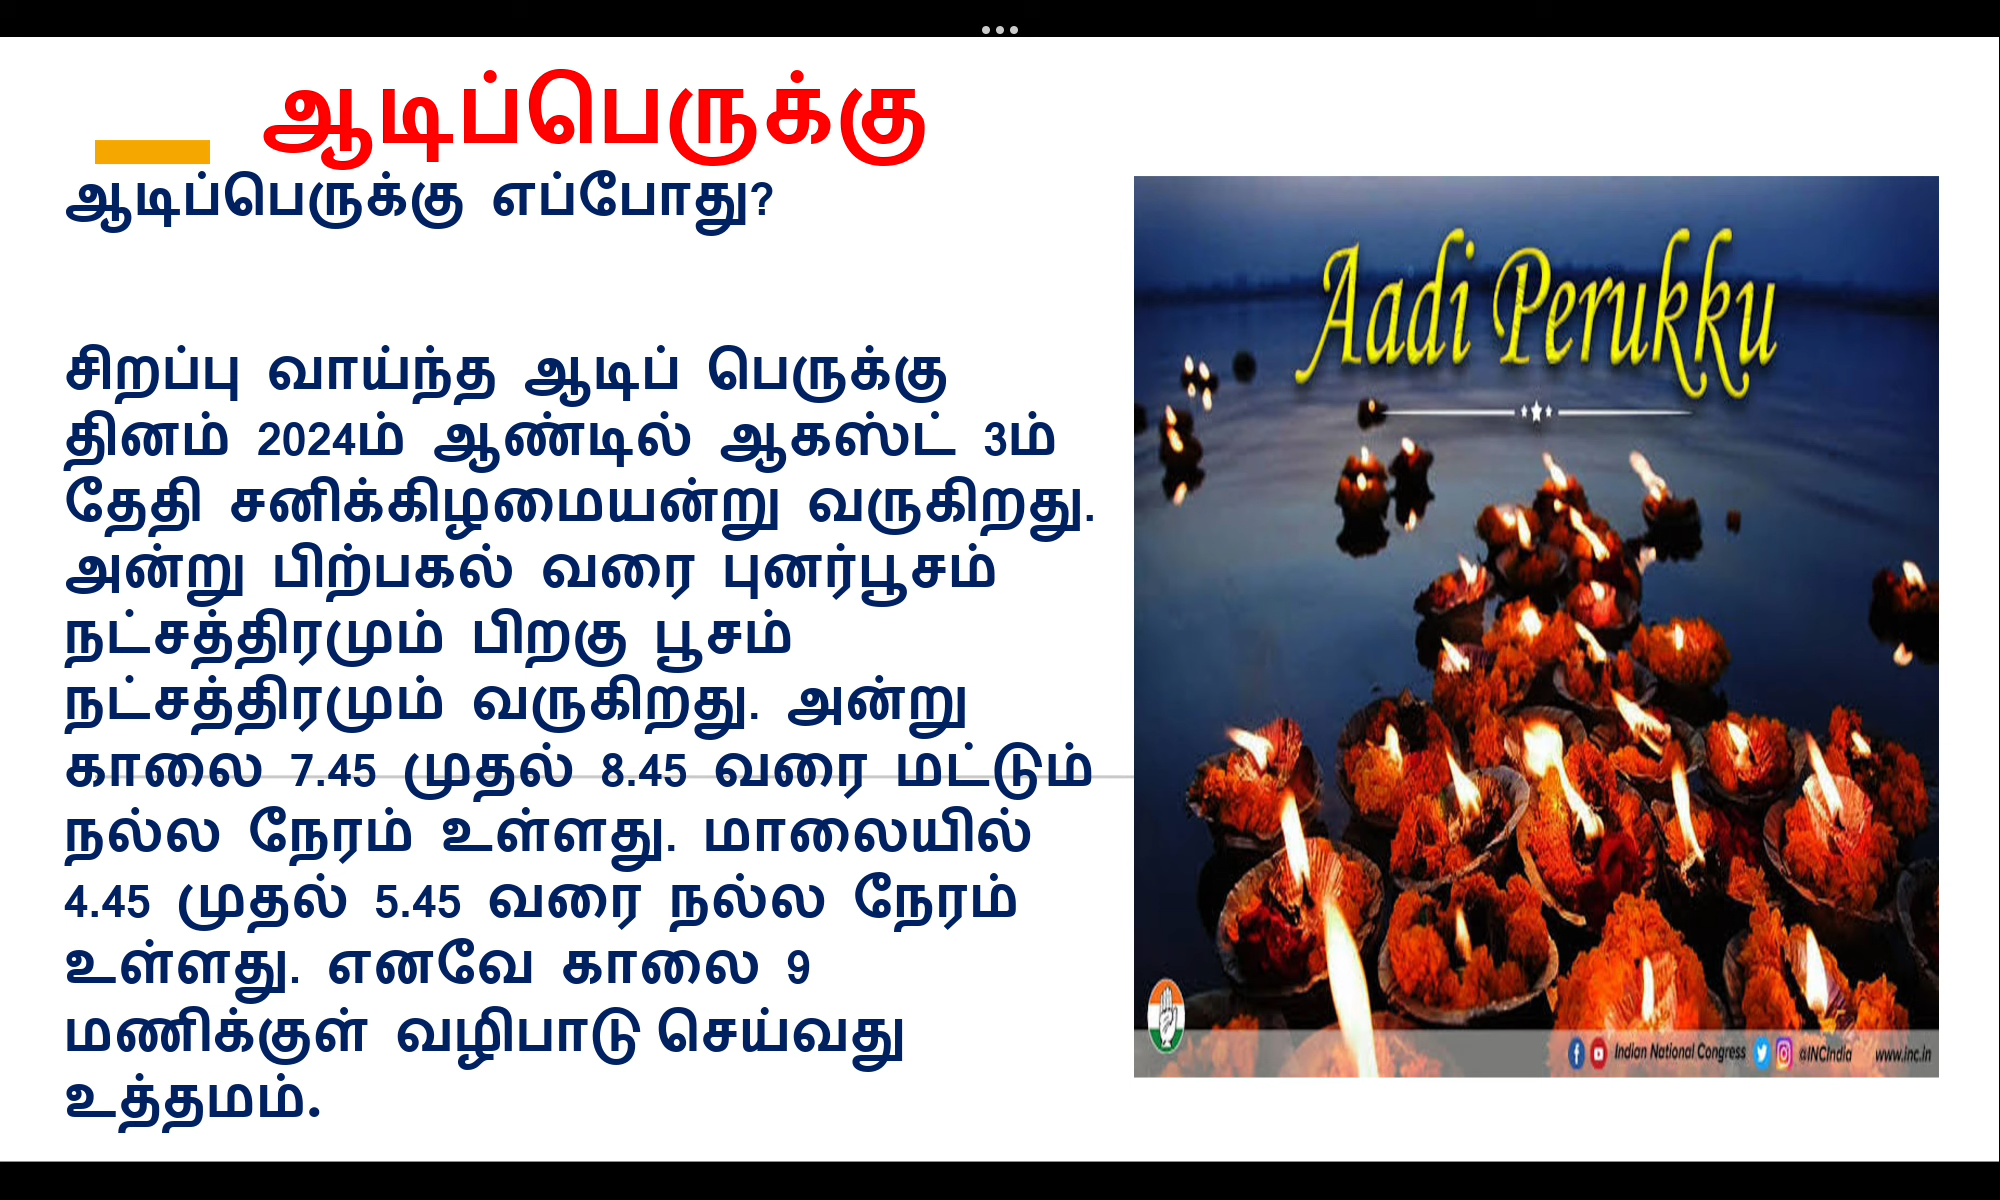 ஆடிப்பெருக்கு
ஆடிப்பெருக்கு எப்போது?
சிறப்பு வாய்ந்த ஆடிப் பெருக்கு
தினம் 2024ம் ஆண்டில் ஆகஸ்ட் 3ம்
தேதி சனிக்கிழமையன்று வருகிறது.
அன்று பிற்பகல் வரை புனர்பூசம்
நட்சத்திரமும் பிறகு பூசம்
நட்சத்திரமும் வருகிறது. அன்று
காலை 7.45 முதல் 8.45 வரை மட்டும்
நல்ல நேரம் உள்ளது. மாலையில்
4.45 முதல் 5.45 வரை நல்ல நேரம்
உள்ளது. எனவே காலை 9
மணிக்குள் வழிபாடு செய்வது
உத்தமம்.
Aadi Perukku
Indian National Congress @INCIndia www.inc.in